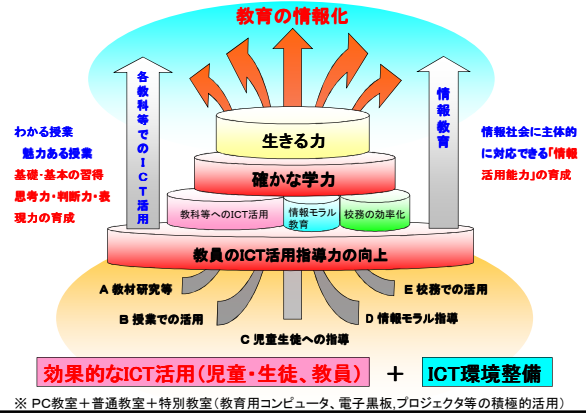 教育の情報化
各教科等でのICT活用
情報教育
わかる授業
魅力ある授業
基礎・基本の習得
思考力・判断力・表
現力の育成
情報社会に主体的
に対応できる「情報
活用能力」の育成
生きる力
確かな学力
教科等へのICT活用
情報モラル
教育
校務の効率化
教員のICT活用指導力の向上
A 教材研究等
B 授業での活用
C 児童生徒への指導
D 情報モラル指導
E 校務での活用
効果的なICT活用(児童・生徒、教員) + ICT環境整備
※ PC教室+普通教室+特別教室(教育用コンピュータ、電子黒板,プロジェクタ等の積極的活用)